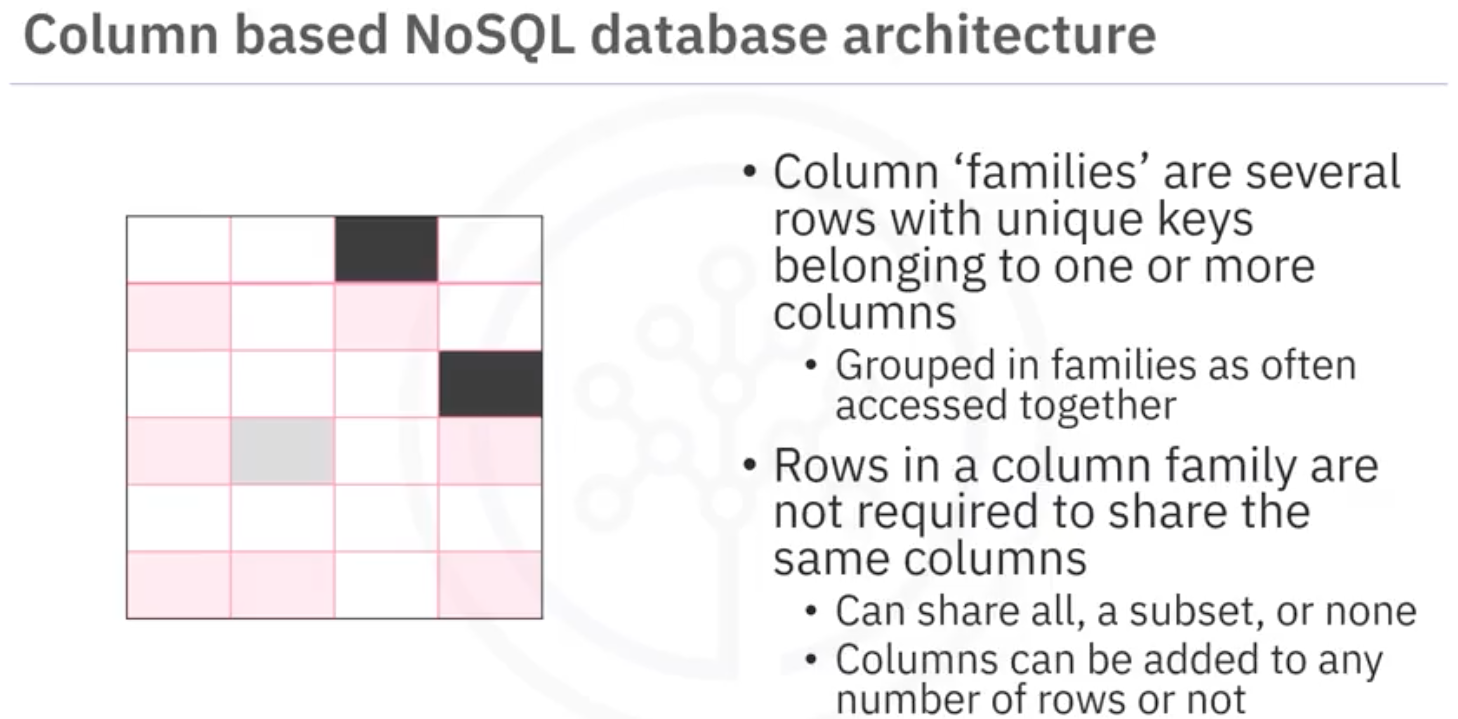 Column based NoSQL database architecture
• Column ‘families’ are several
rows with unique keys
belonging to one or more
columns
• Grouped in families as often
accessed together
• Rows in a column family are
not required to share the
same columns
• Can share all, a subset, or none
• Columns can be added to any
number of rows or not